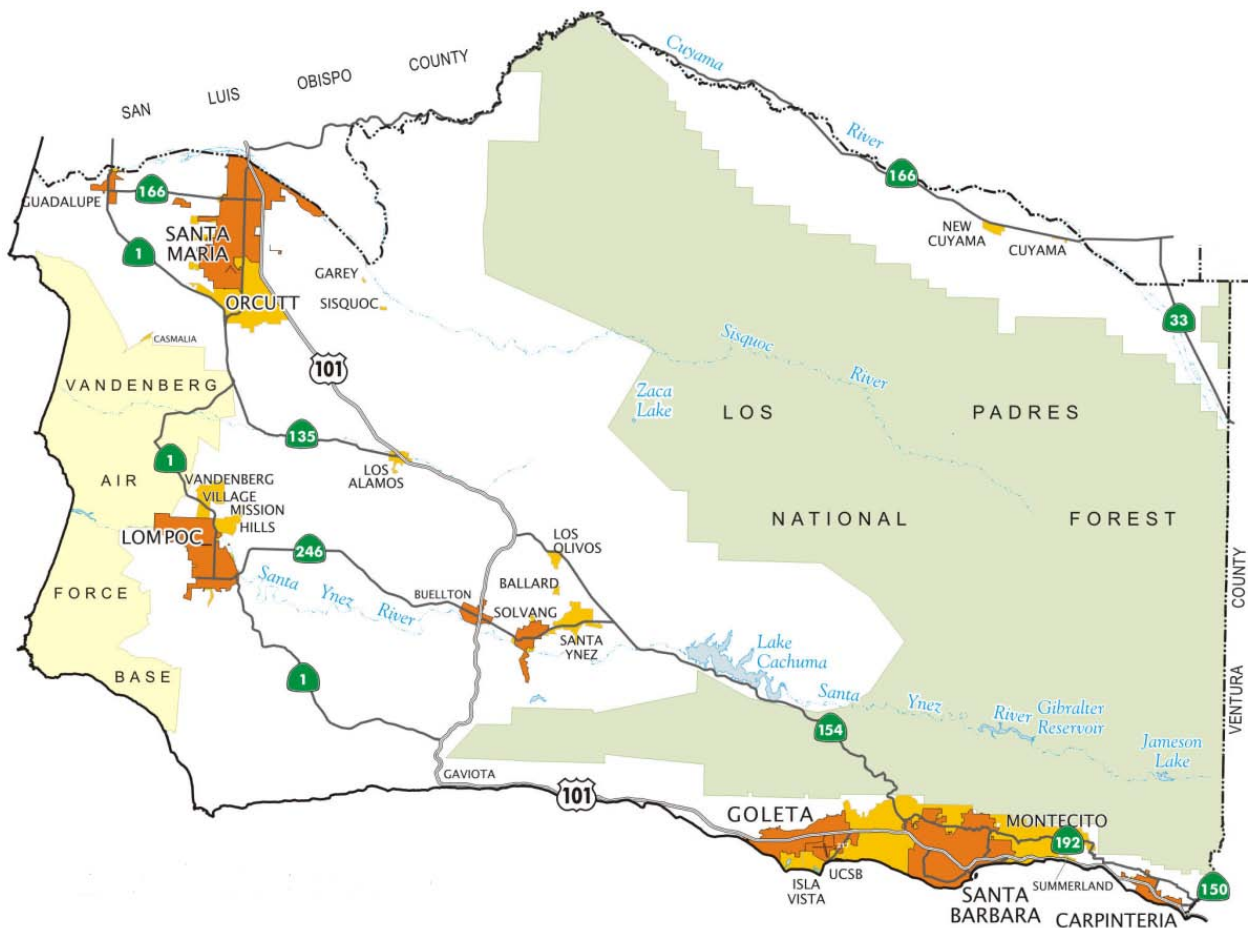 SAN LUIS OBISPO COUNTY
Cuyama
River
166
GUADALUPE
166
SANTA
MARIA
1
ORCUTT
GAREY
SISQUOC
NEW
CUYAMA
CUYAMA
33
CASMALIA
101
VANDENBERG
Sisquoc
River
Zaca
Lake
LOS PADRES
135
LOS
ALAMOS
1
AIR
VANDENBERG
VILLAGE
MISSION
HILLS
LOMPOC
NATIONAL FOREST
246
LOS
OLIVOS
BALLARD
Santa Ynez River
FORCE
BUELLTON
SOLVANG
SANTA
YNEZ
BASE
1
Lake
Cachuma
Santa Ynez River
Gibralter
Reservoir
Jameson
Lake
VENTURA COUNTY
154
GAVIOTA
101
GOLETA
MONTECITO
192
ISLA
VISTA
UCSB
SANTA
BARBARA
SUMMERLAND
CARPINTERIA
150